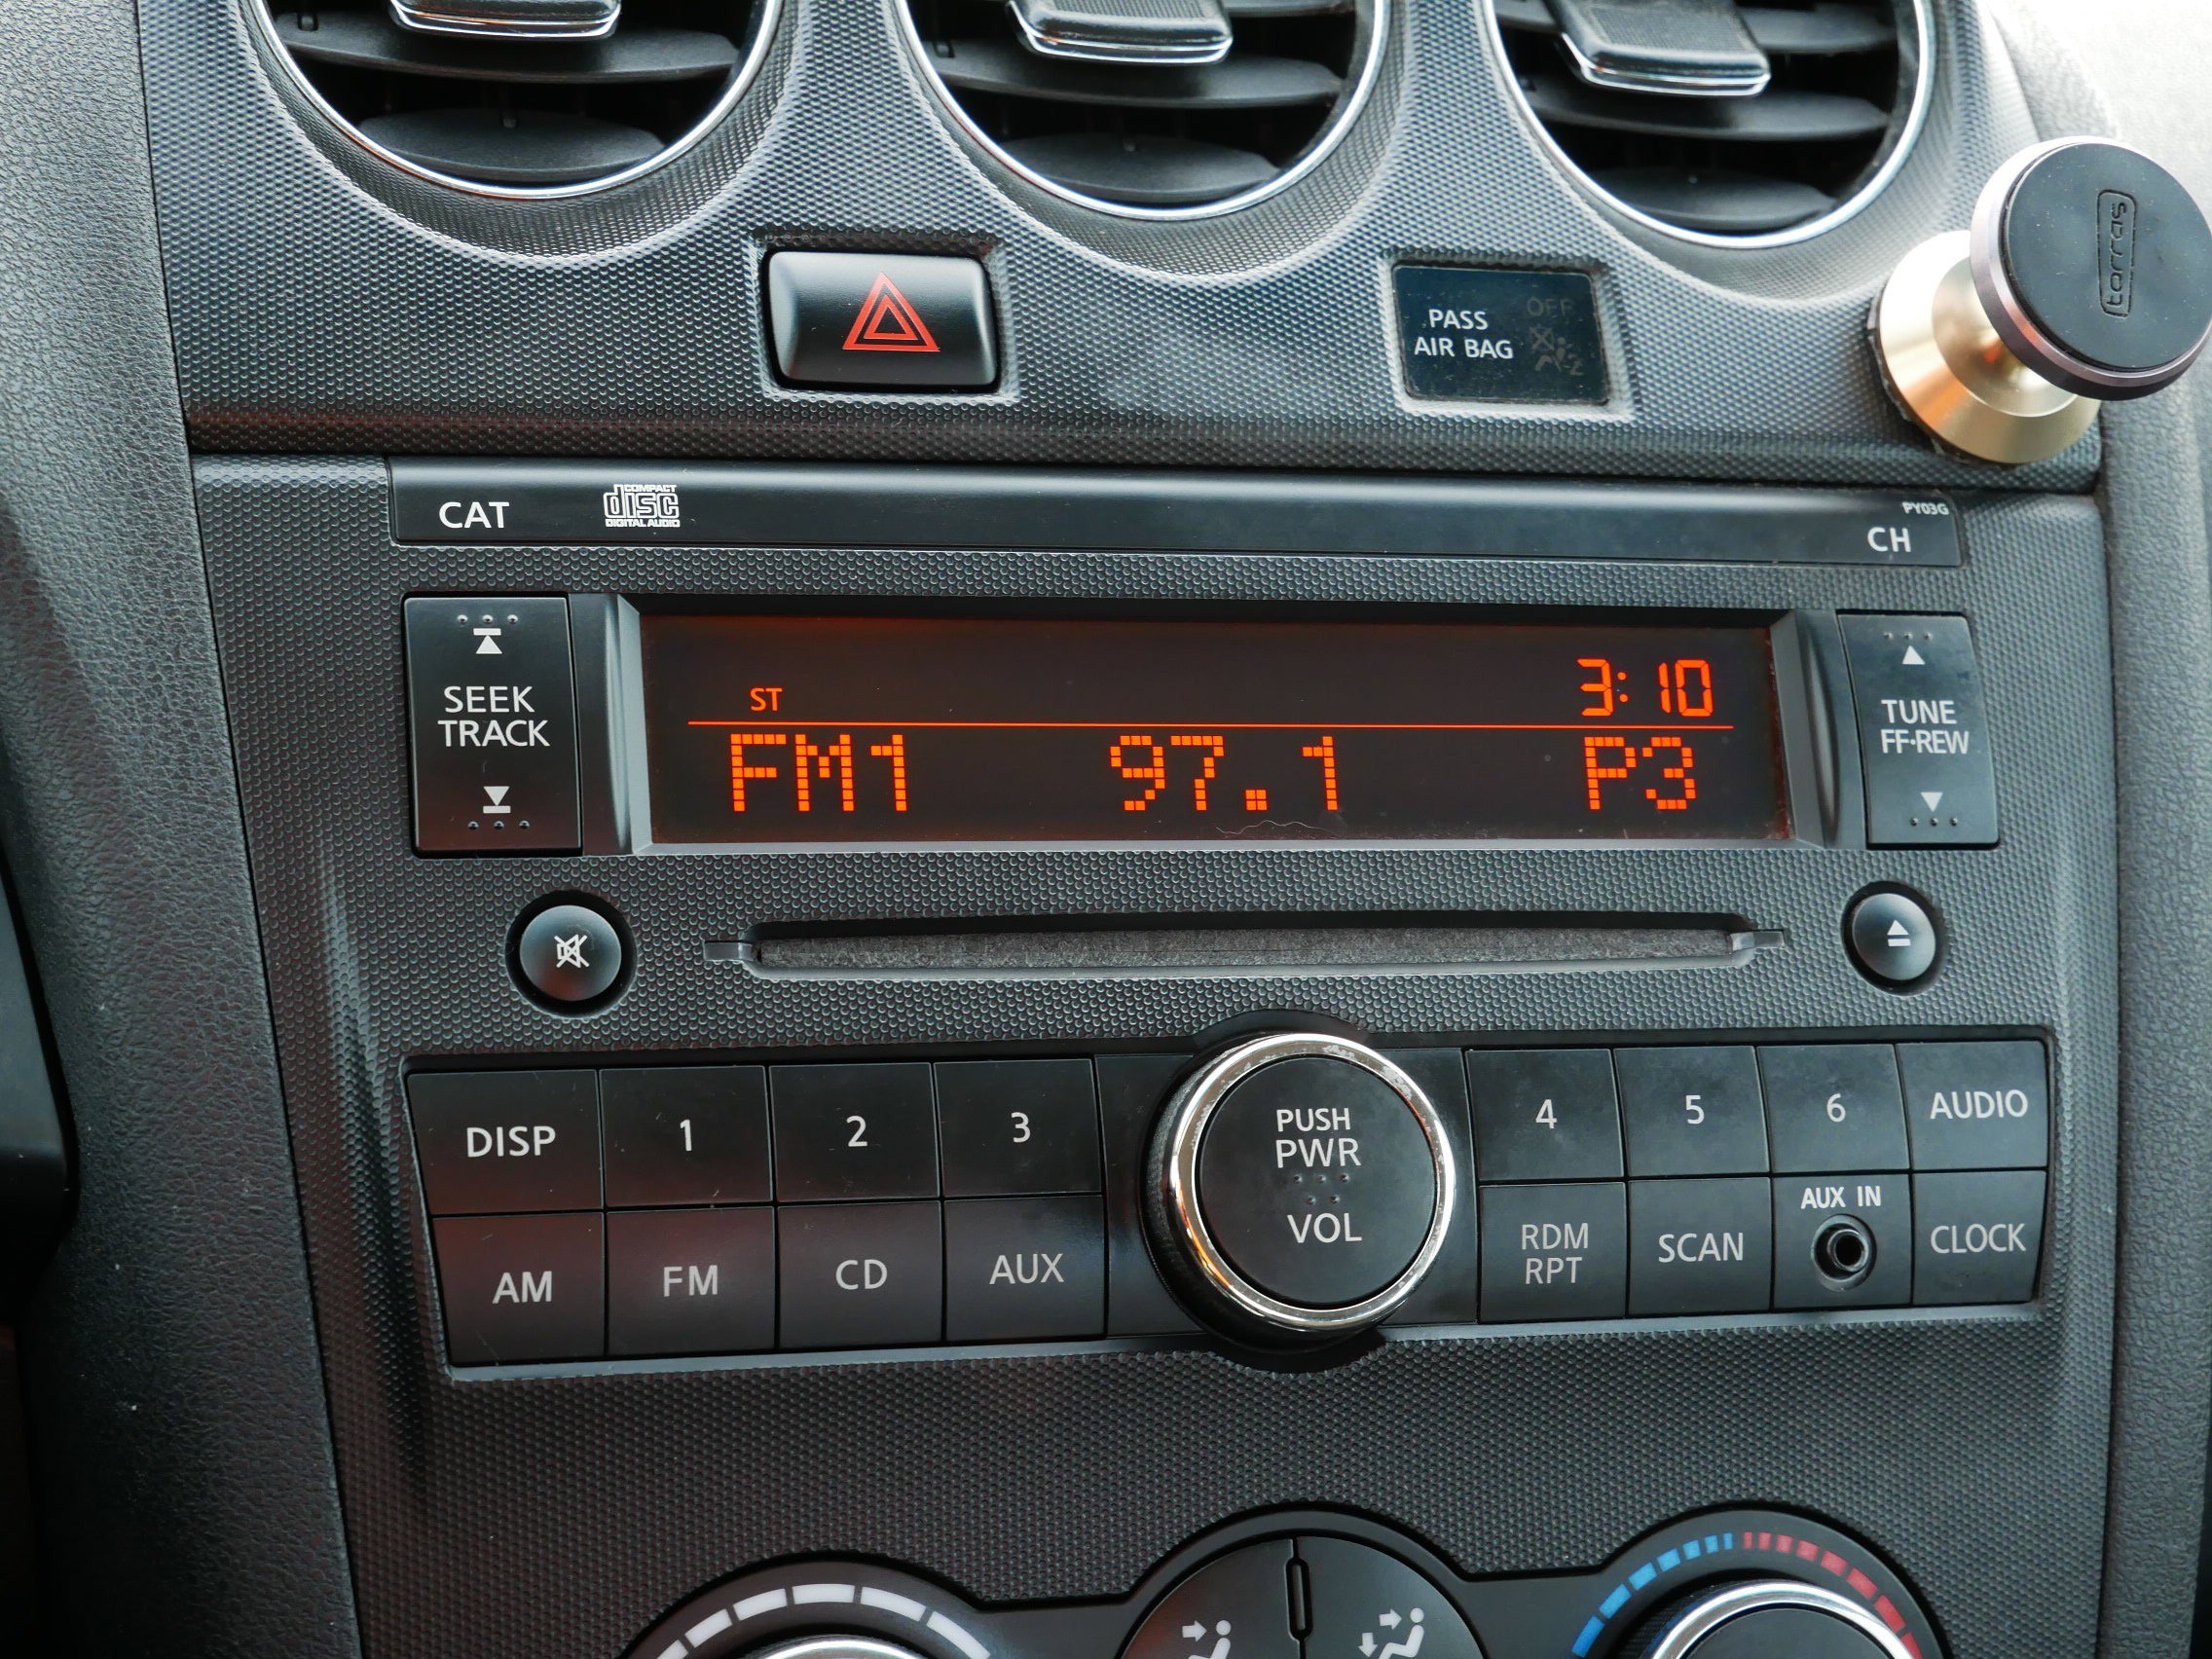 torras
OFF
PASS
AIR BAG
CAT
COMPACT
disc
DIGITAL AUDIO
PY03G
CH
SEEK
TRACK
ST
3:10
FM1 97.1 P3
TUNE
FF·REW
DISP
1
2
3
PUSH
PWR
VOL
4
5
6
AUDIO
AM
FM
CD
AUX
RDM
RPT
SCAN
AUX IN
CLOCK